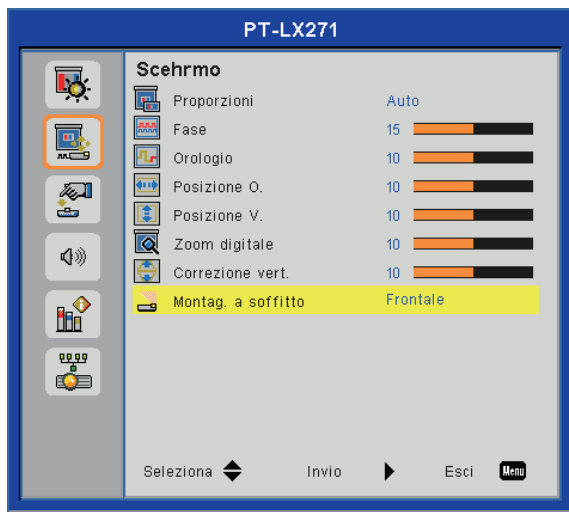 PT-LX271
Scehrmo
Proporzioni Auto
Fase 15
Orologio 10
Posizione O. 10
Posizione V. 10
Zoom digitale 10
Correzione vert. 10
Montag. a soffitto Frontale
Seleziona Invio Esci Menu